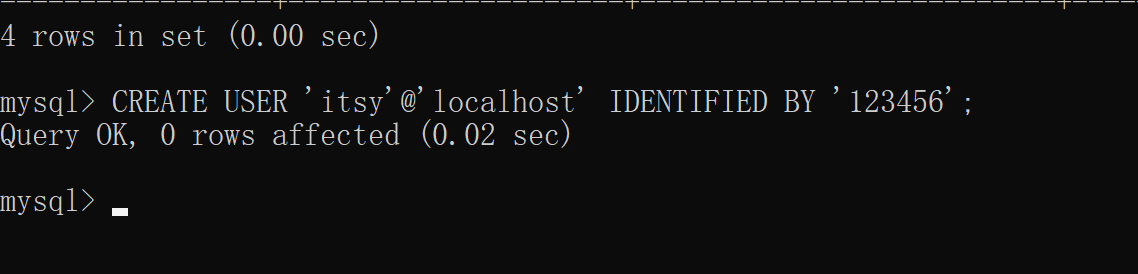 4 rows in set (0.00 sec)
mysql> CREATE USER 'itsy'@'localhost' IDENTIFIED BY '123456';
Query OK, 0 rows affected (0.02 sec)
mysql>